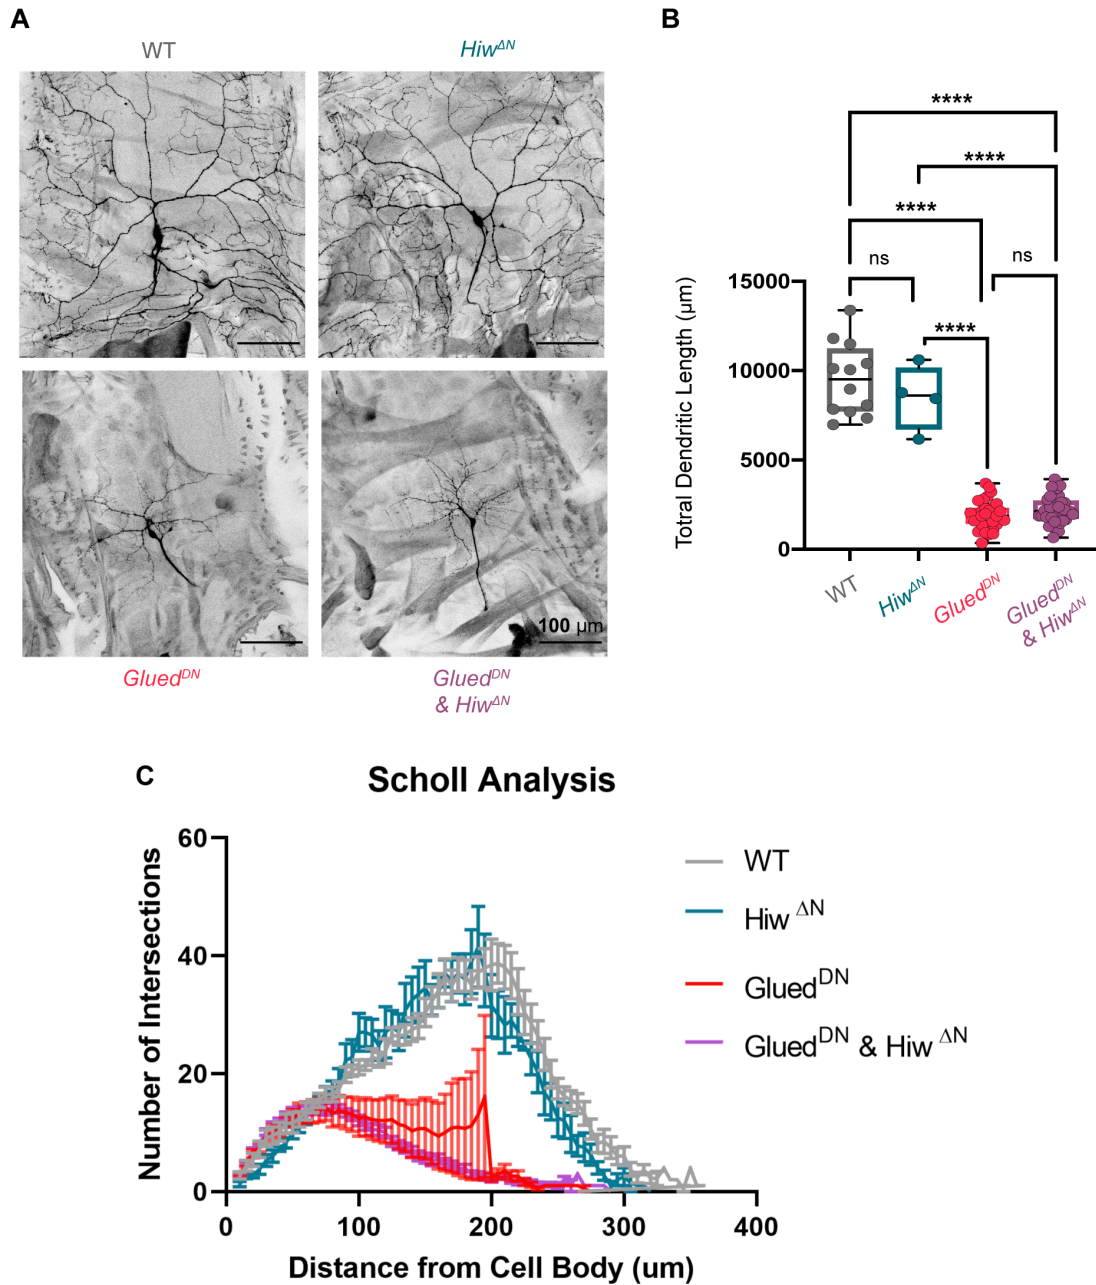 A
WT
Hiw^ΔN
100 µm
Glued^DN
Glued^DN
& Hiw^ΔN
B
****
****
****
ns
ns
****
Totral Dendritic Length (µm)
15000
10000
5000
0
WT
Hiw^ΔN
Glued^DN
Glued^DN
& Hiw^ΔN
C
Scholl Analysis
Number of Intersections
60
40
20
0
0 100 200 300 400
Distance from Cell Body (um)
WT
Hiw ^ΔN
Glued^DN
Glued^DN & Hiw ^ΔN